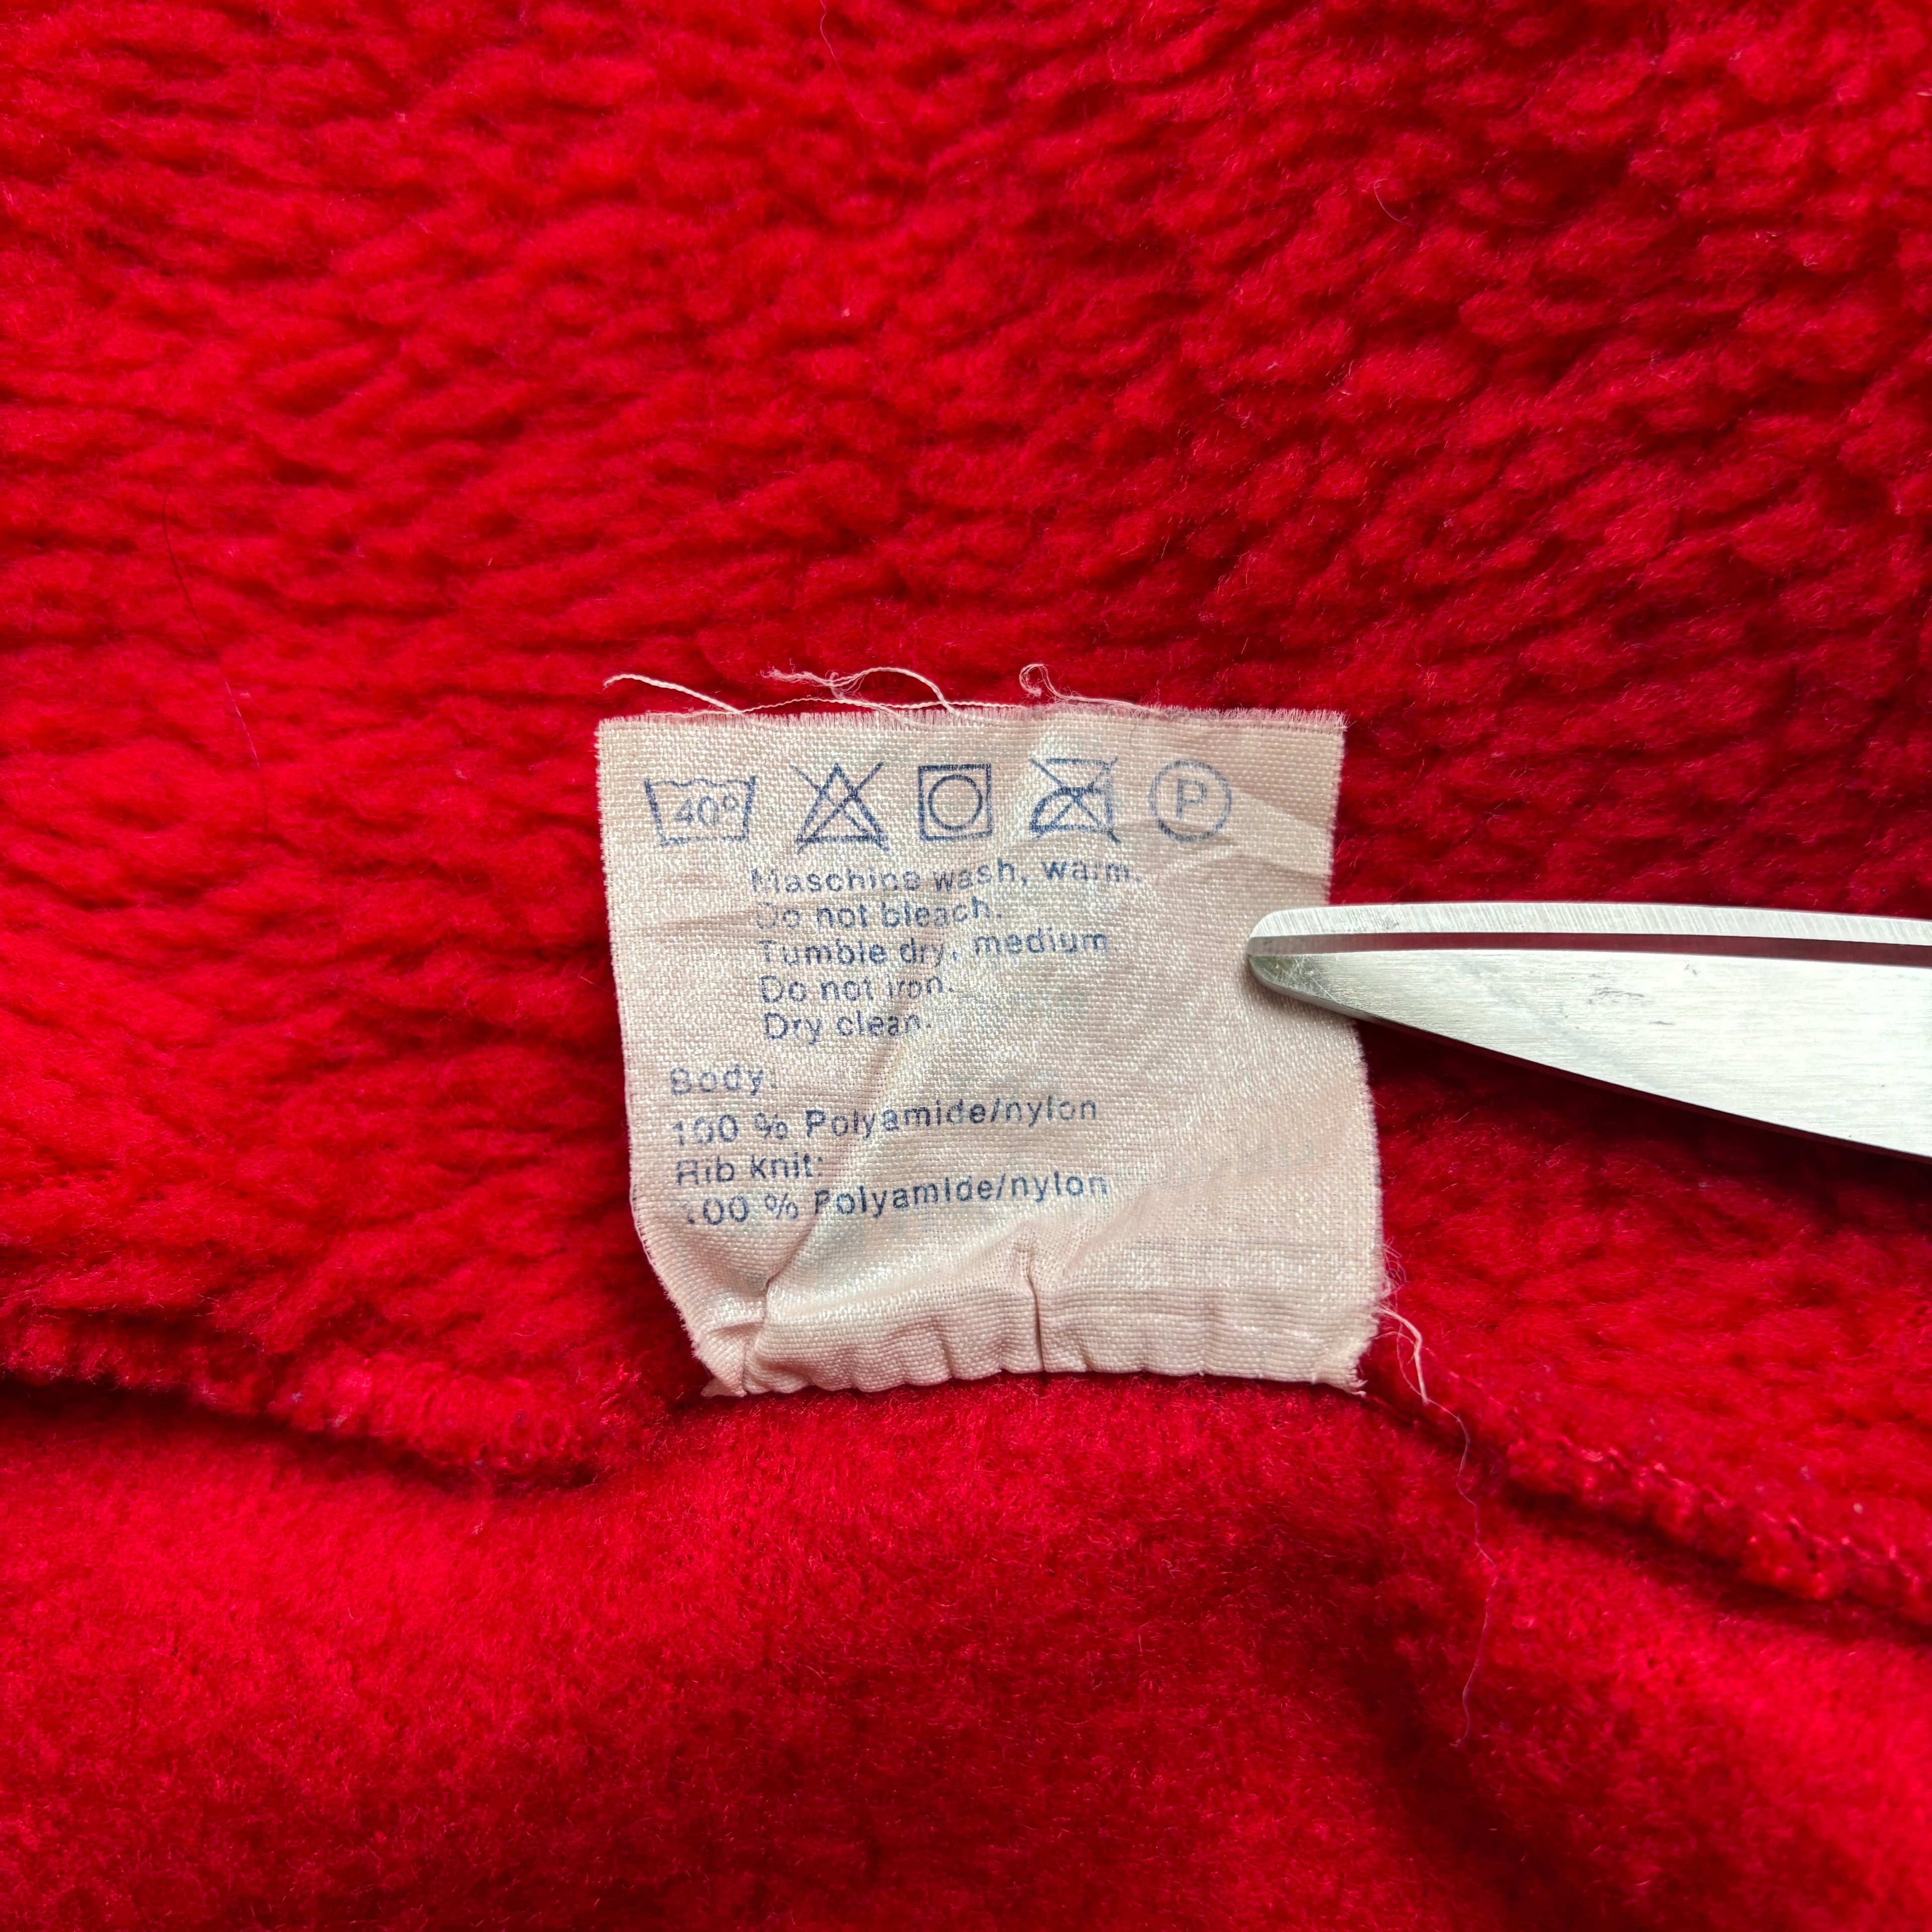 40°
P
Maschine wash, warm.
Do not bleach.
Tumble dry, medium
Do not iron.
Dry clean.
Body:
100 % Polyamide/nylon
Rib knit:
100 % Polyamide/nylon